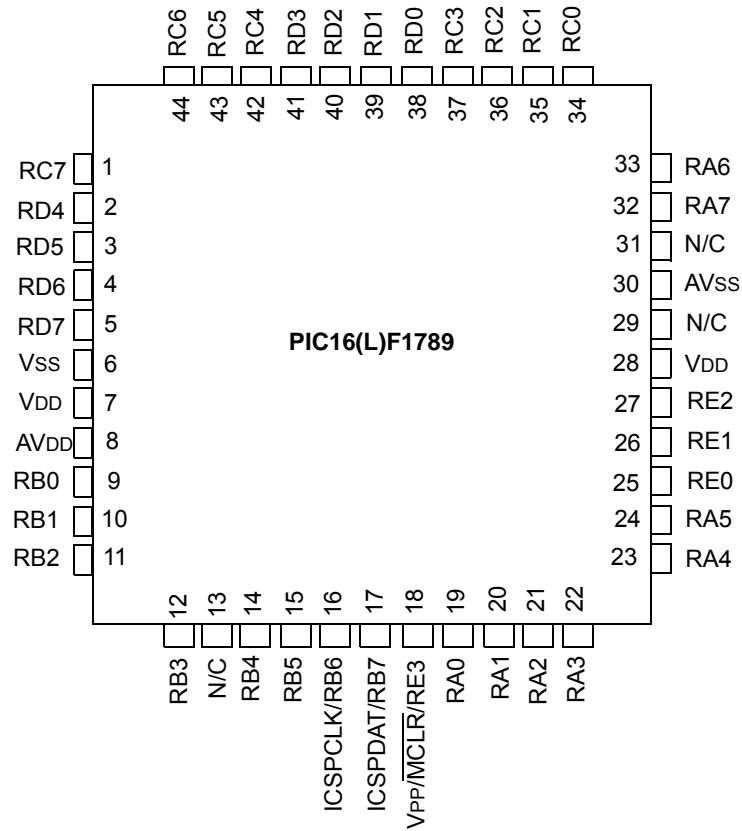 RC6
RC5
RC4
RD3
RD2
RD1
RD0
RC3
RC2
RC1
RC0
44
43
42
41
40
39
38
37
36
35
34
RC7 1
RD4 2
RD5 3
RD6 4
RD7 5
VSS 6
VDD 7
AVDD 8
RB0 9
RB1 10
RB2 11
PIC16(L)F1789
33 RA6
32 RA7
31 N/C
30 AVSS
29 N/C
28 VDD
27 RE2
26 RE1
25 RE0
24 RA5
23 RA4
12
13
14
15
16
17
18
19
20
21
22
RB3
N/C
RB4
RB5
ICSPCLK/RB6
ICSPDAT/RB7
VPP/MCLR/RE3
RA0
RA1
RA2
RA3